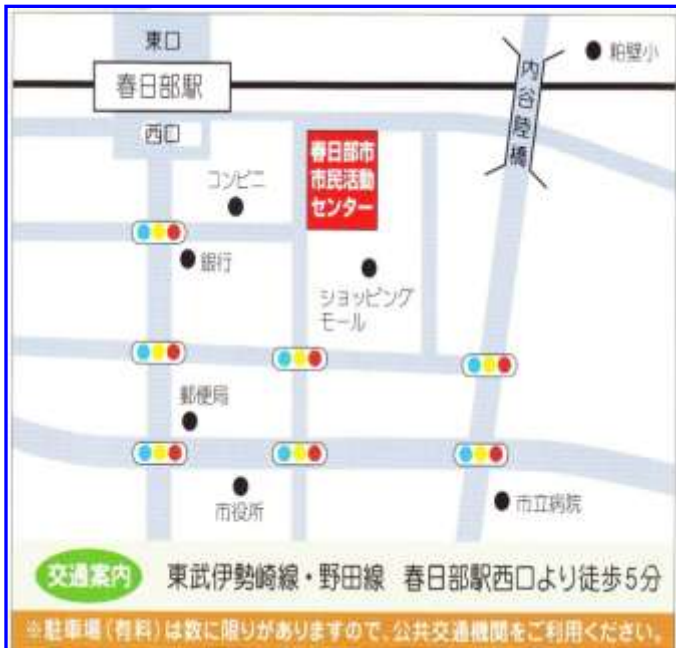 東口
粕壁小
春日部駅
内谷陸橋
西口
春日部市
市民活動
センター
コンビニ
銀行
ショッピング
モール
郵便局
市役所
市立病院
交通案内
東武伊勢崎線・野田線 春日部駅西口より徒歩5分
※駐車場(有料)は数に限りがありますので、公共交通機関をご利用ください。